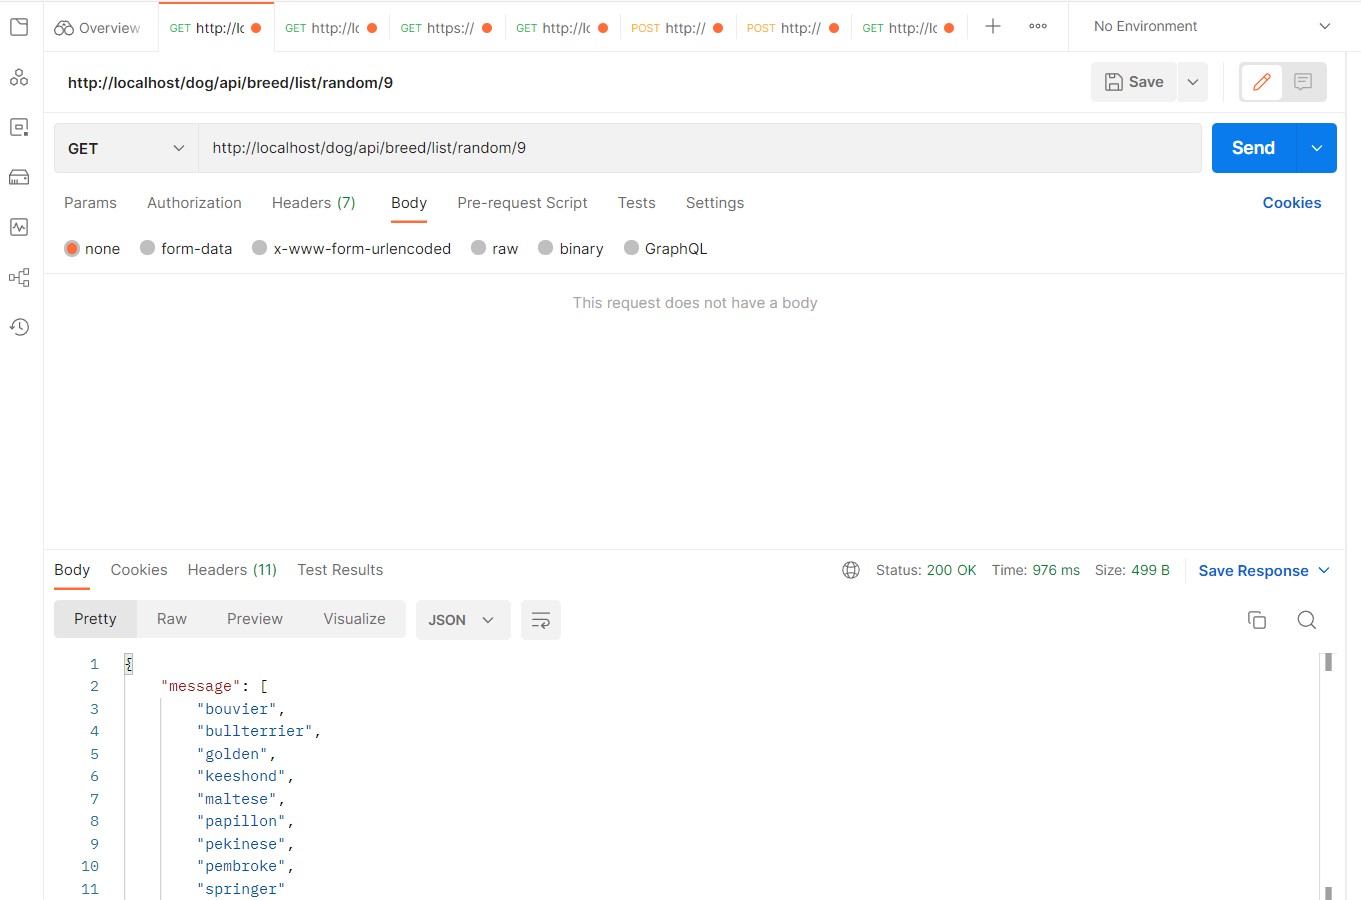 Overview GET http://lc GET http://lc GET https:// GET http://lc POST http:// POST http:// GET http://lc No Environment
http://localhost/dog/api/breed/list/random/9 Save
GET http://localhost/dog/api/breed/list/random/9 Send
Params Authorization Headers (7) Body Pre-request Script Tests Settings Cookies
none form-data x-www-form-urlencoded raw binary GraphQL
This request does not have a body
Body Cookies Headers (11) Test Results Status: 200 OK Time: 976 ms Size: 499 B Save Response
Pretty Raw Preview Visualize JSON
1 {
2 "message": [
3 "bouvier",
4 "bullterrier",
5 "golden",
6 "keeshond",
7 "maltese",
8 "papillon",
9 "pekinese",
10 "pembroke",
11 "springer"